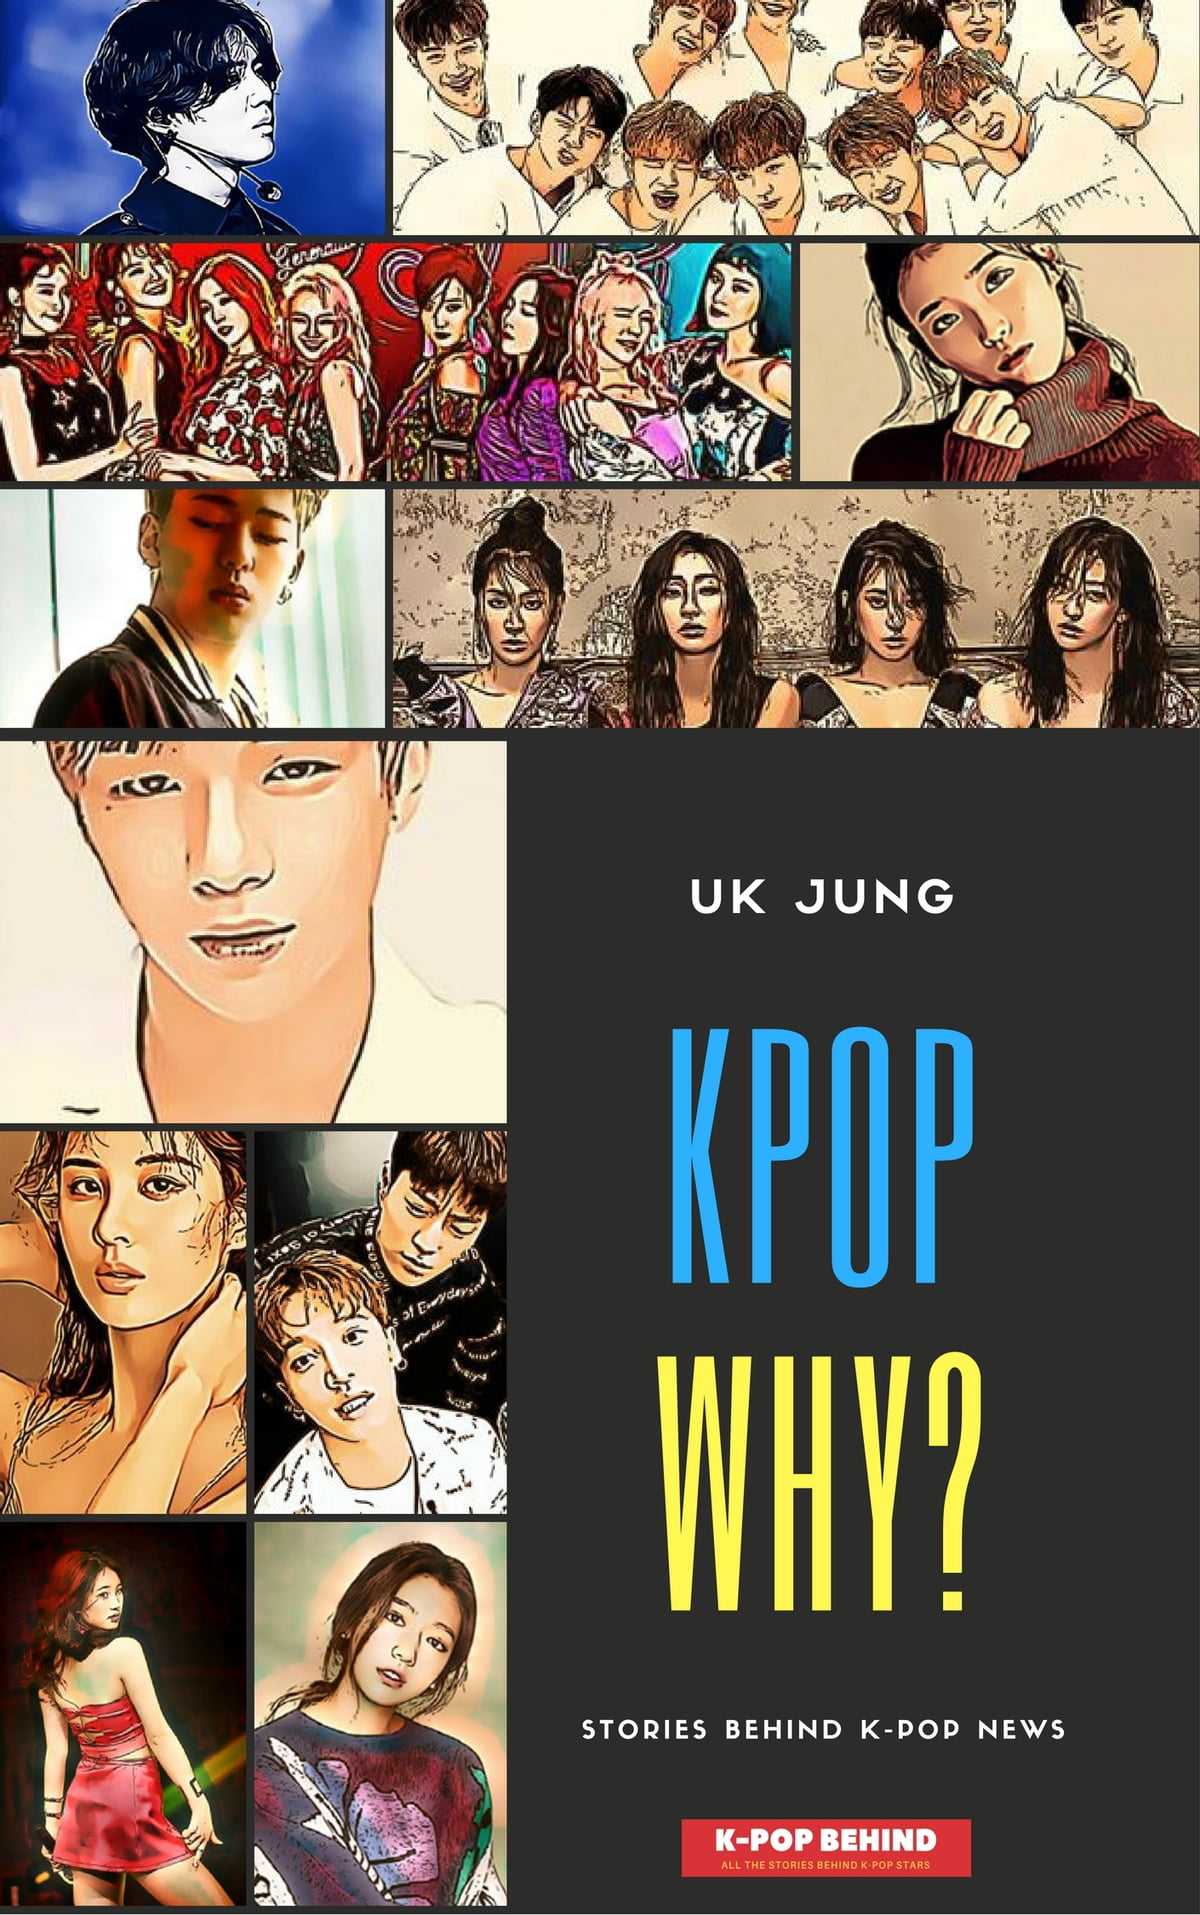 UK JUNG
KPOP
WHY?
STORIES BEHIND K-POP NEWS
K-POP BEHIND
ALL THE STORIES BEHIND K-POP STARS